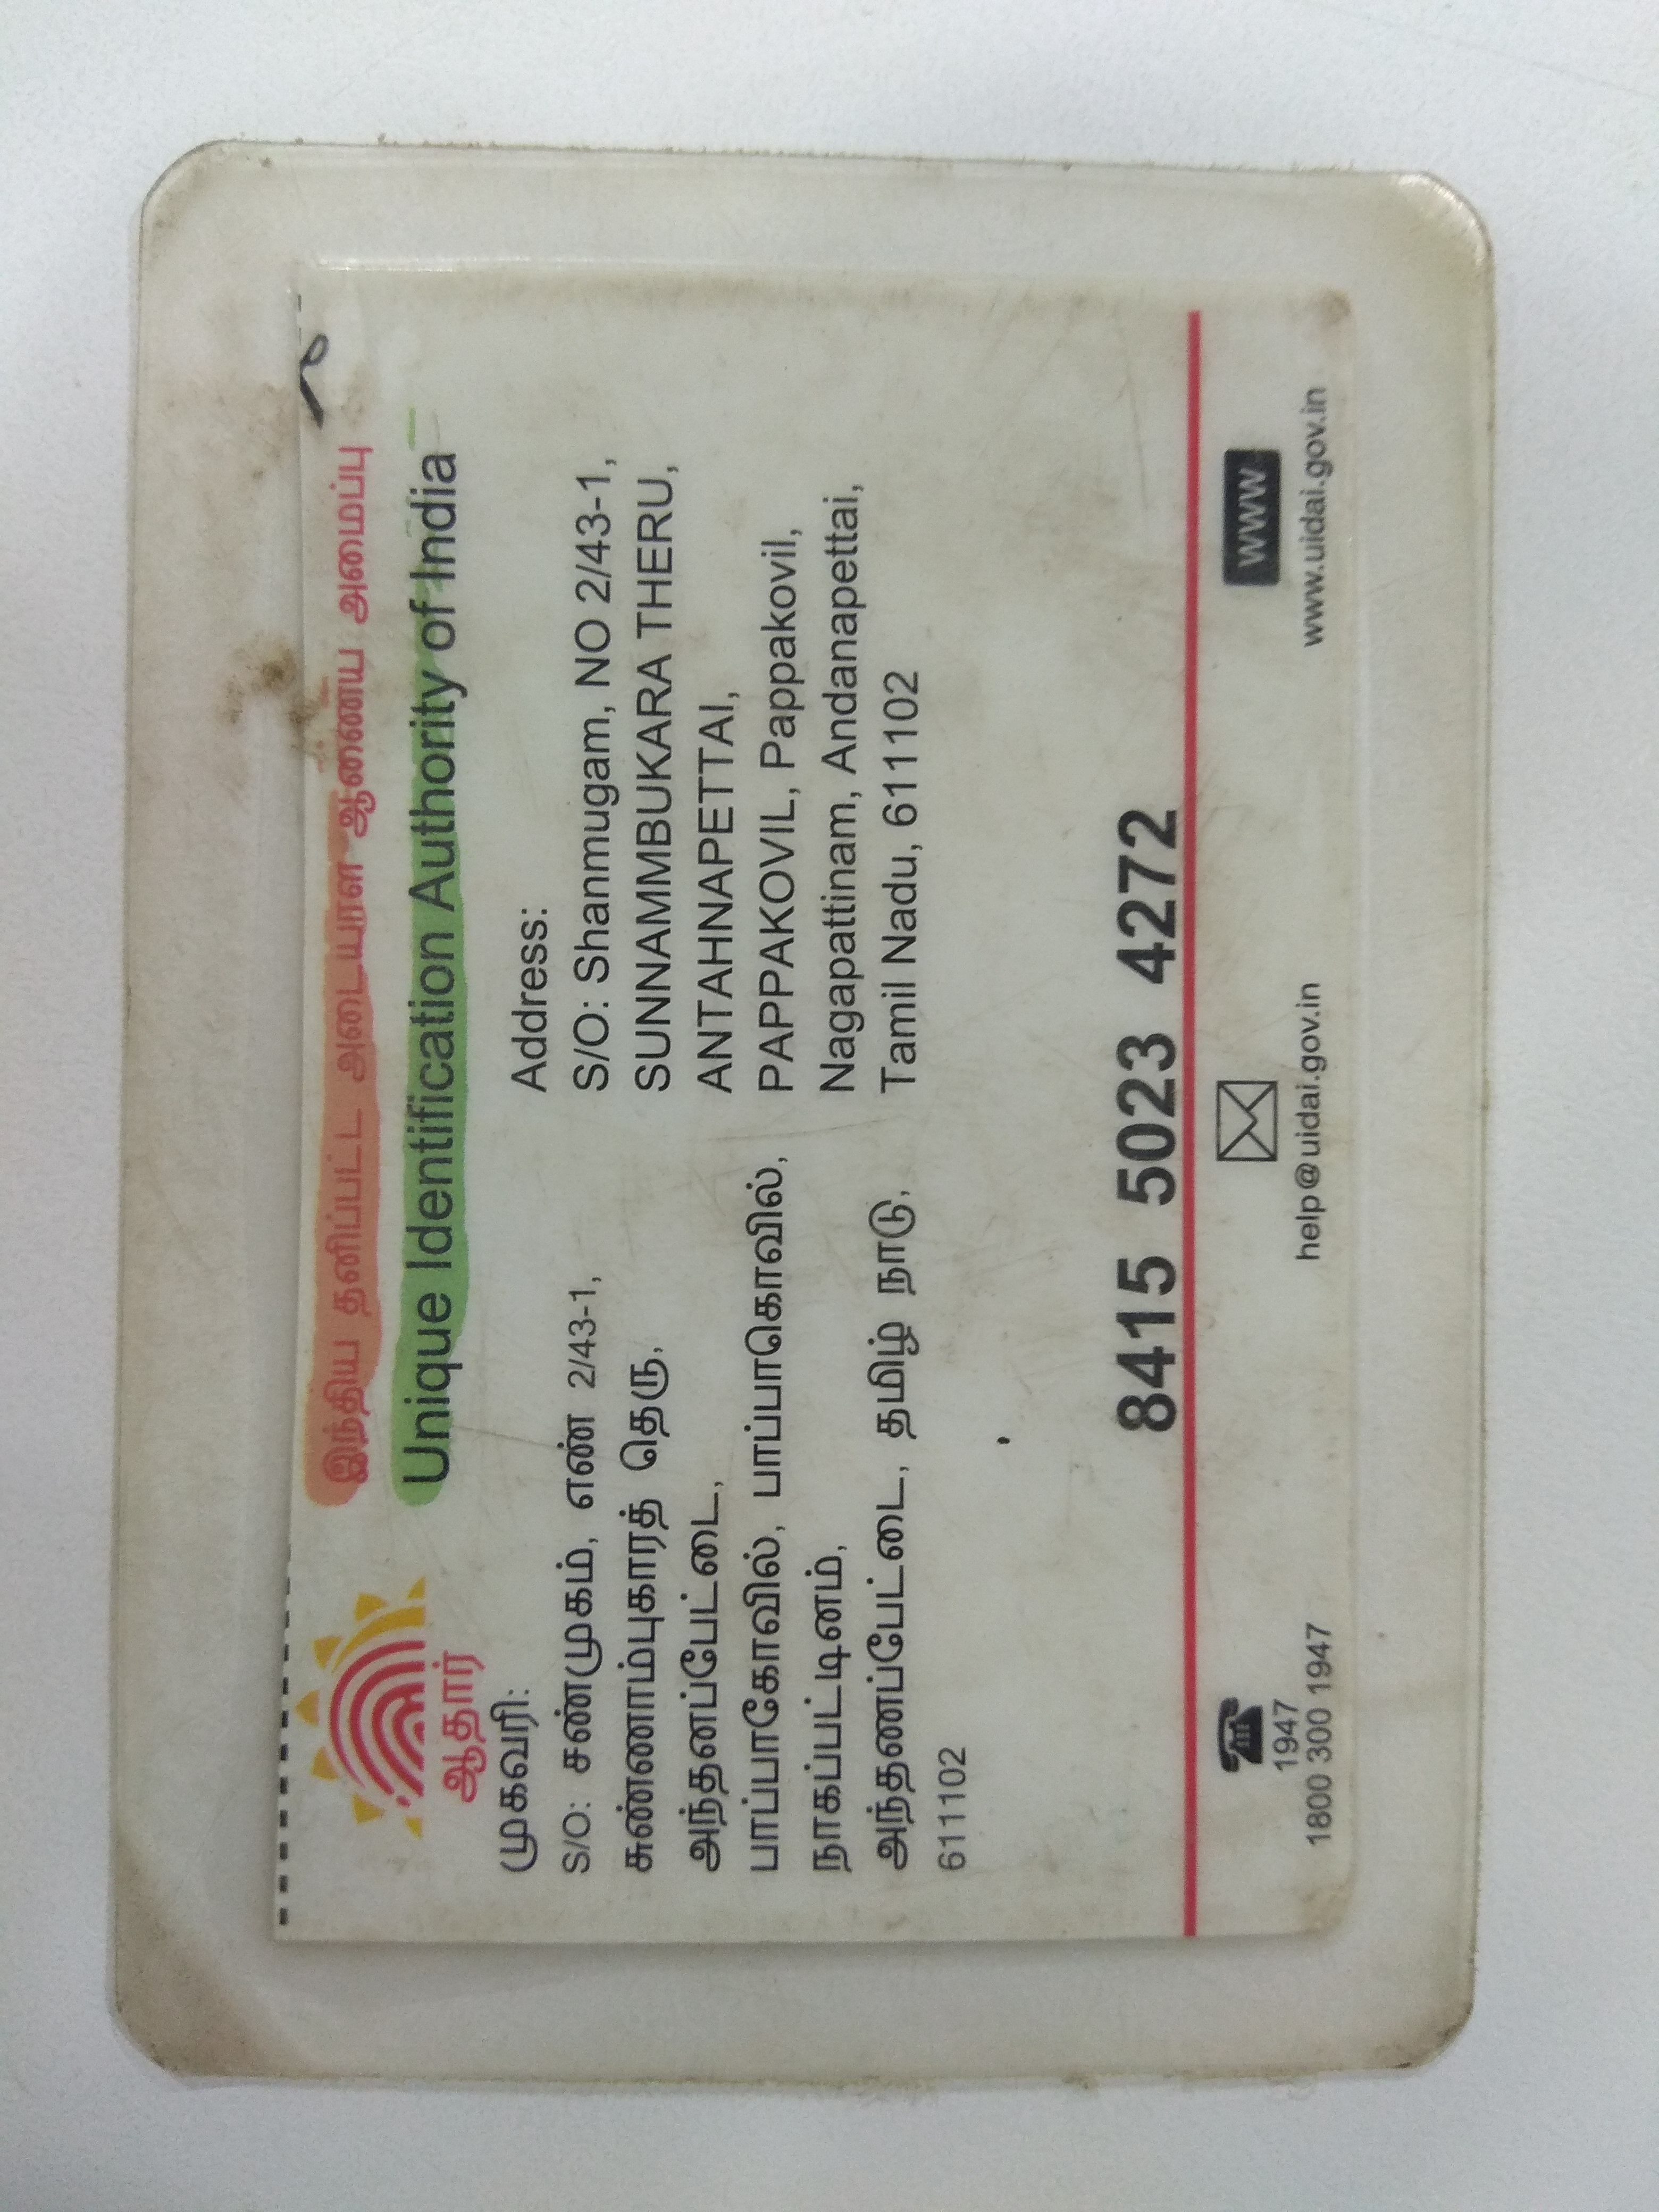 இந்திய தனிப்பட்ட அடையாள ஆணைய அமைப்பு
Unique Identification Authority of India
ஆதார்
முகவரி:
S/O: சண்முகம், எண் 2/43-1,
சுண்ணாம்புகாரத் தெரு,
அந்தனப்பேட்டை,
பாப்பாகோவில், பாப்பாகொவில்,
நாகப்பட்டினம்,
அந்தணப்பேட்டை, தமிழ் நாடு,
611102
Address:
S/O: Shanmugam, NO 2/43-1,
SUNNAMMBUKARA THERU,
ANTAHNAPETTAI,
PAPPAKOVIL, Pappakovil,
Nagapattinam, Andanapettai,
Tamil Nadu, 611102
8415 5023 4272
1947
1800 300 1947
help@uidai.gov.in
WWW
www.uidai.gov.in